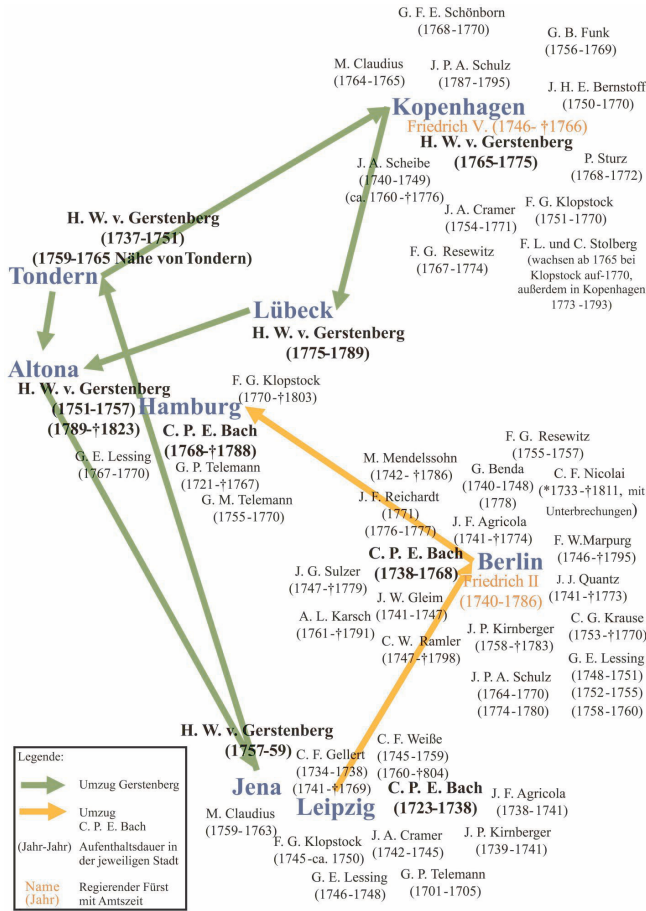 G. F. E. Schönborn
(1768-1770)
G. B. Funk
(1756-1769)
M. Claudius
(1764-1765)
J. P. A. Schulz
(1787-1795)
J. H. E. Bernstoff
(1750-1770)
Kopenhagen
Friedrich V. (1746- †1766)
H. W. v. Gerstenberg
(1765-1775)
J. A. Scheibe
(1740-1749)
(ca. 1760-†1776)
P. Sturz
(1768-1772)
J. A. Cramer
(1754-1771)
F. G. Klopstock
(1751-1770)
F. G. Resewitz
(1767-1774)
F. L. und C. Stolberg
(wachsen ab 1765 bei
Klopstock auf-1770,
außerdem in Kopenhagen
1773 -1793)
H. W. v. Gerstenberg
(1737-1751)
(1759-1765 Nähe von Tondern)
Tondern
Lübeck
H. W. v. Gerstenberg
(1775-1789)
Altona
H. W. v. Gerstenberg
(1751-1757)
(1789-†1823)
G. E. Lessing
(1767-1770)
F. G. Klopstock
(1770-†1803)
Hamburg
C. P. E. Bach
(1768-†1788)
G. P. Telemann
(1721-†1767)
G. M. Telemann
(1755-1770)
F. G. Resewitz
(1755-1757)
M. Mendelssohn
(1742- †1786)
G. Benda
(1740-1748)
(1778)
C. F. Nicolai
(*1733-†1811, mit
Unterbrechungen)
J. F. Reichardt
(1771)
(1776-1777)
J. F. Agricola
(1741-†1774)
F. W.Marpurg
(1746-†1795)
C. P. E. Bach
(1738-1768)
Berlin
Friedrich II
(1740-1786)
J. J. Quantz
(1741-†1773)
J. G. Sulzer
(1747-†1779)
J. W. Gleim
(1741-1747)
A. L. Karsch
(1761-†1791)
C. W. Ramler
(1747-†1798)
J. P. Kirnberger
(1758-†1783)
C. G. Krause
(1753-†1770)
G. E. Lessing
(1748-1751)
(1752-1755)
(1758-1760)
J. P. A. Schulz
(1764-1770)
(1774-1780)
H. W. v. Gerstenberg
(1757-59)
Jena
M. Claudius
(1759-1763)
C. F. Gellert
(1734-1738)
(1741-†1769)
C. F. Weiße
(1745-1759)
(1760-†804)
Leipzig
C. P. E. Bach
(1723-1738)
J. F. Agricola
(1738-1741)
F. G. Klopstock
(1745-ca. 1750)
J. A. Cramer
(1742-1745)
J. P. Kirnberger
(1739-1741)
G. E. Lessing
(1746-1748)
G. P. Telemann
(1701-1705)
Legende:
Umzug Gerstenberg
Umzug
C. P. E. Bach
(Jahr-Jahr) Aufenthaltsdauer in
der jeweiligen Stadt
Name Regierender Fürst
(Jahr) mit Amtszeit